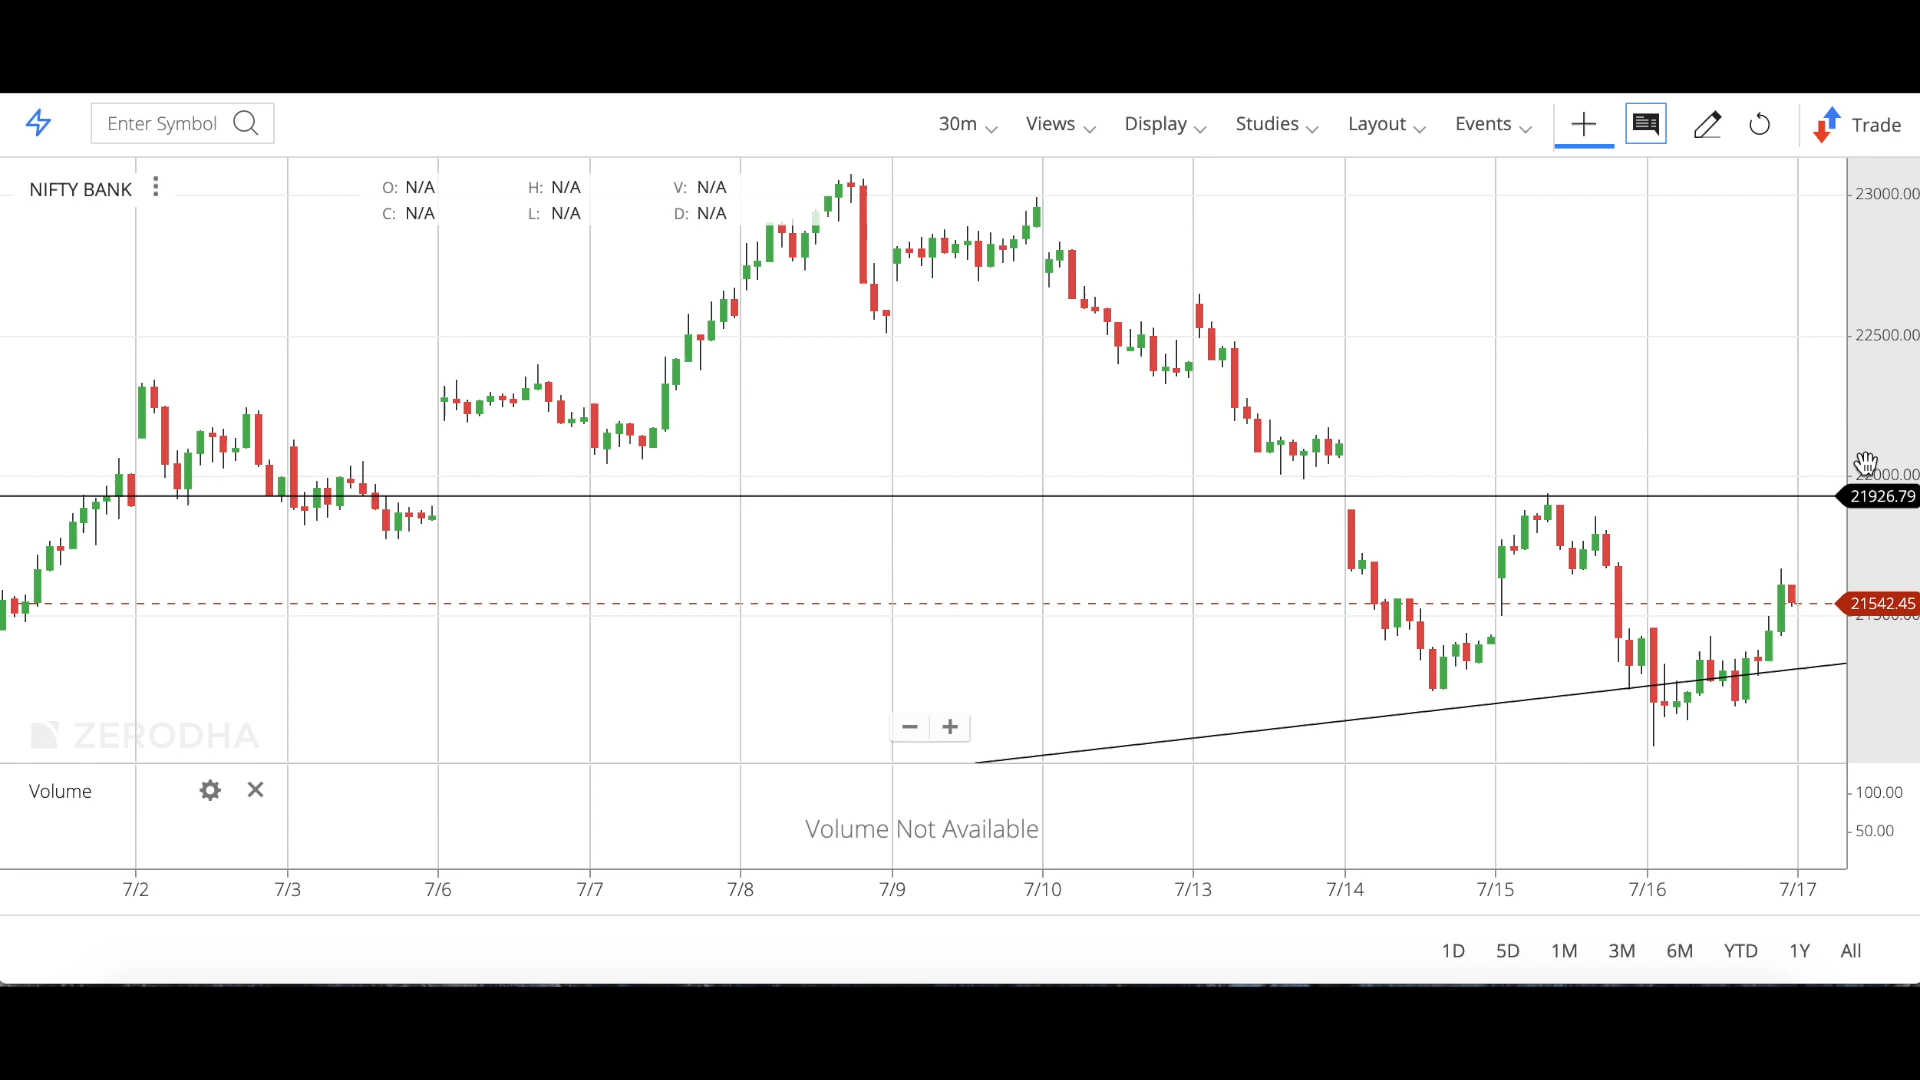 Enter Symbol 30m Views Display Studies Layout Events Trade
NIFTY BANK O: N/A H: N/A V: N/A
C: N/A L: N/A D: N/A
23000.00
22500.00
21926.79
21542.45
ZERODHA
Volume
Volume Not Available
100.00
50.00
7/2 7/3 7/6 7/7 7/8 7/9 7/10 7/13 7/14 7/15 7/16 7/17
1D 5D 1M 3M 6M YTD 1Y All